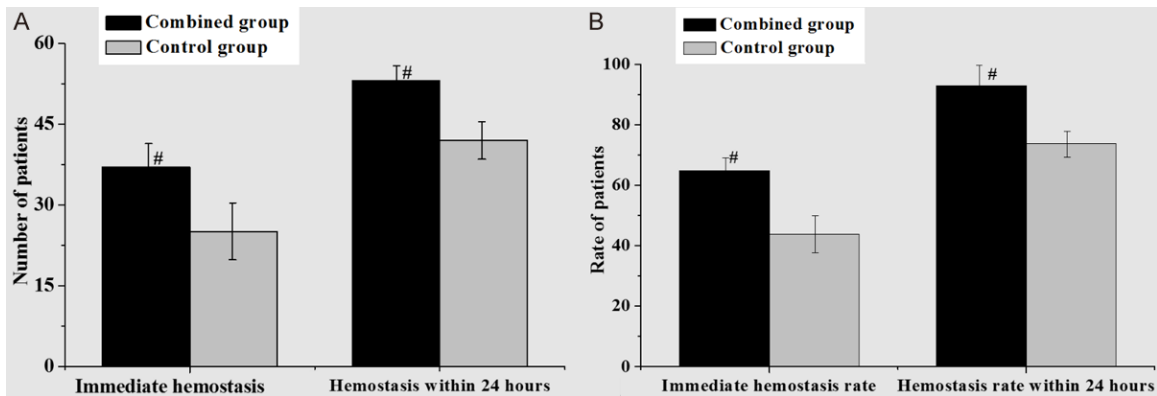 A
Combined group
Control group
Number of patients
60
45
30
15
0
#
#
Immediate hemostasis
Hemostasis within 24 hours
B
Combined group
Control group
Rate of patients
100
80
60
40
20
0
#
#
Immediate hemostasis rate
Hemostasis rate within 24 hours